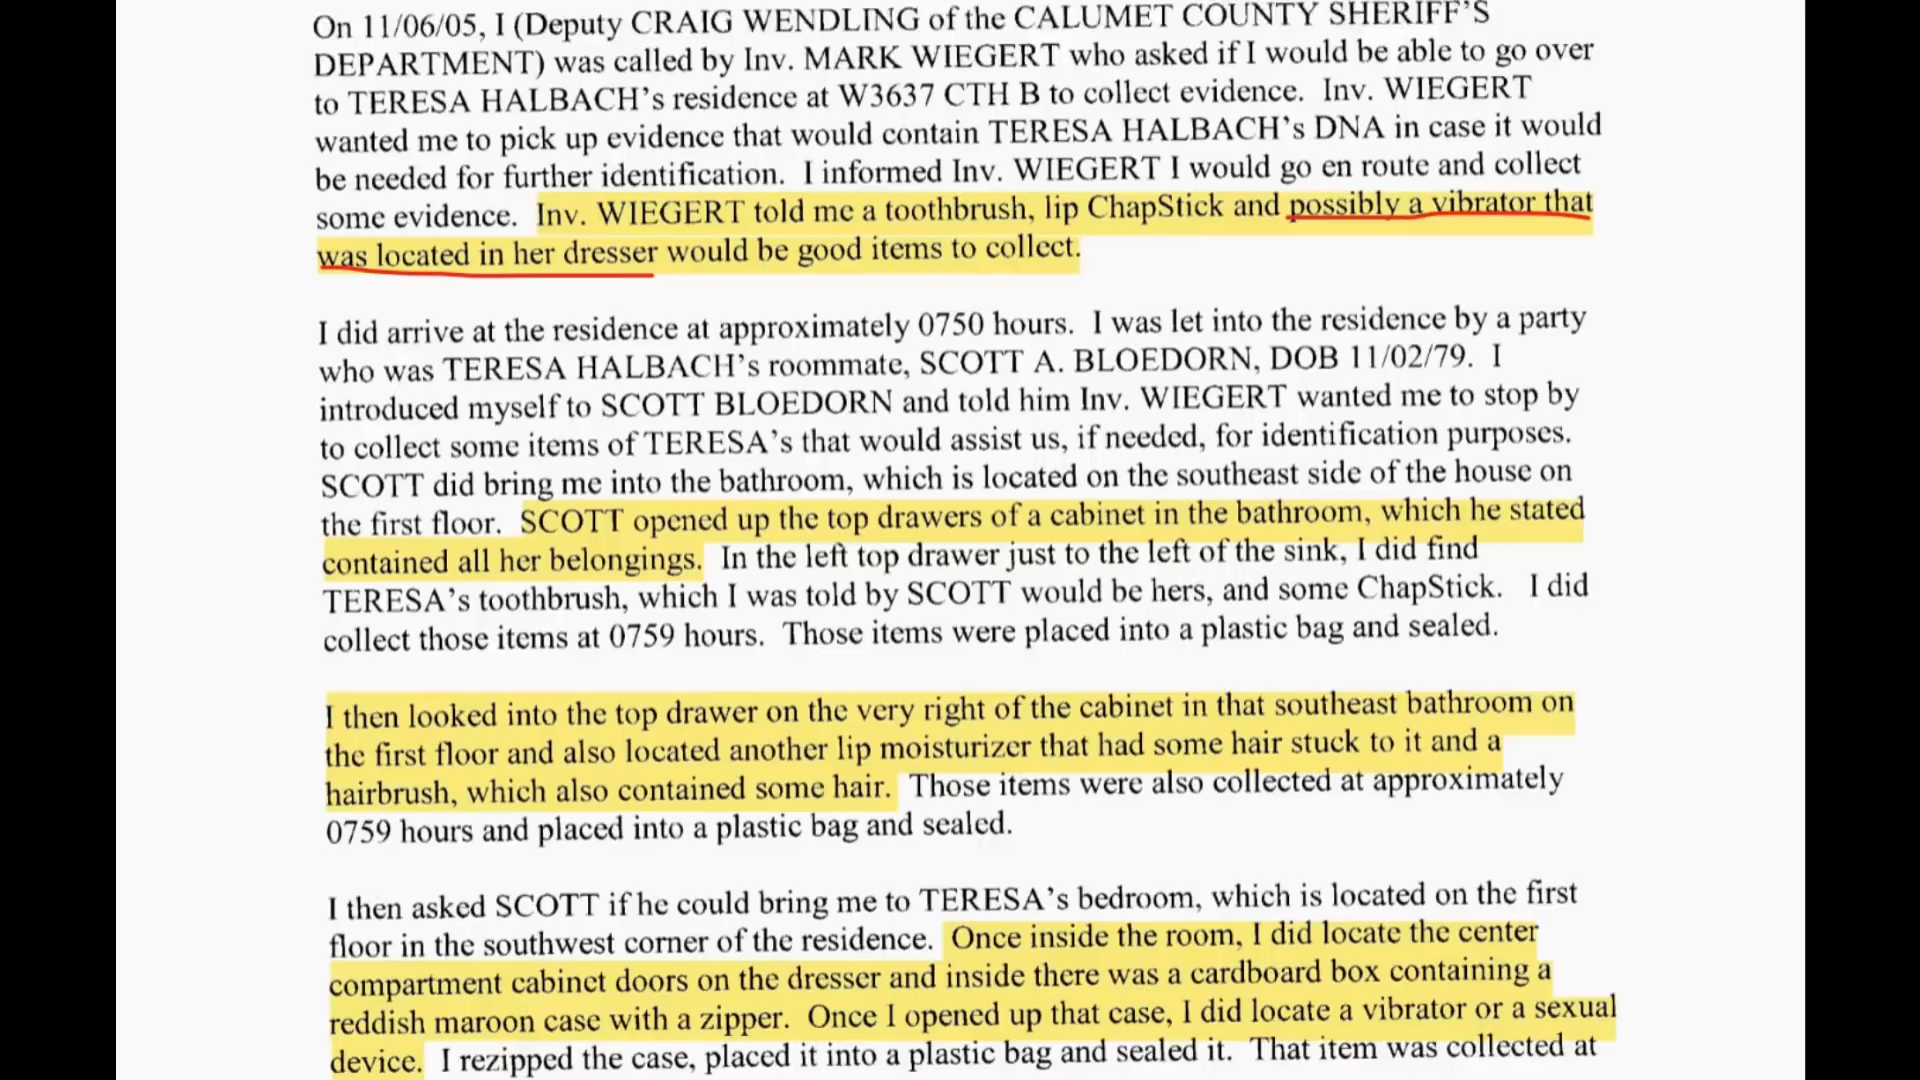 On 11/06/05, I (Deputy CRAIG WENDLING of the CALUMET COUNTY SHERIFF'S
DEPARTMENT) was called by Inv. MARK WIEGERT who asked if I would be able to go over
to TERESA HALBACH's residence at W3637 CTH B to collect evidence. Inv. WIEGERT
wanted me to pick up evidence that would contain TERESA HALBACH's DNA in case it would
be needed for further identification. I informed Inv. WIEGERT I would go en route and collect
some evidence. Inv. WIEGERT told me a toothbrush, lip ChapStick and possibly a vibrator that
was located in her dresser would be good items to collect.
I did arrive at the residence at approximately 0750 hours. I was let into the residence by a party
who was TERESA HALBACH's roommate, SCOTT A. BLOEDORN, DOB 11/02/79. I
introduced myself to SCOTT BLOEDORN and told him Inv. WIEGERT wanted me to stop by
to collect some items of TERESA's that would assist us, if needed, for identification purposes.
SCOTT did bring me into the bathroom, which is located on the southeast side of the house on
the first floor. SCOTT opened up the top drawers of a cabinet in the bathroom, which he stated
contained all her belongings. In the left top drawer just to the left of the sink, I did find
TERESA's toothbrush, which I was told by SCOTT would be hers, and some ChapStick. I did
collect those items at 0759 hours. Those items were placed into a plastic bag and sealed.
I then looked into the top drawer on the very right of the cabinet in that southeast bathroom on
the first floor and also located another lip moisturizer that had some hair stuck to it and a
hairbrush, which also contained some hair. Those items were also collected at approximately
0759 hours and placed into a plastic bag and sealed.
I then asked SCOTT if he could bring me to TERESA's bedroom, which is located on the first
floor in the southwest corner of the residence. Once inside the room, I did locate the center
compartment cabinet doors on the dresser and inside there was a cardboard box containing a
reddish maroon case with a zipper. Once I opened up that case, I did locate a vibrator or a sexual
device. I rezipped the case, placed it into a plastic bag and sealed it. That item was collected at